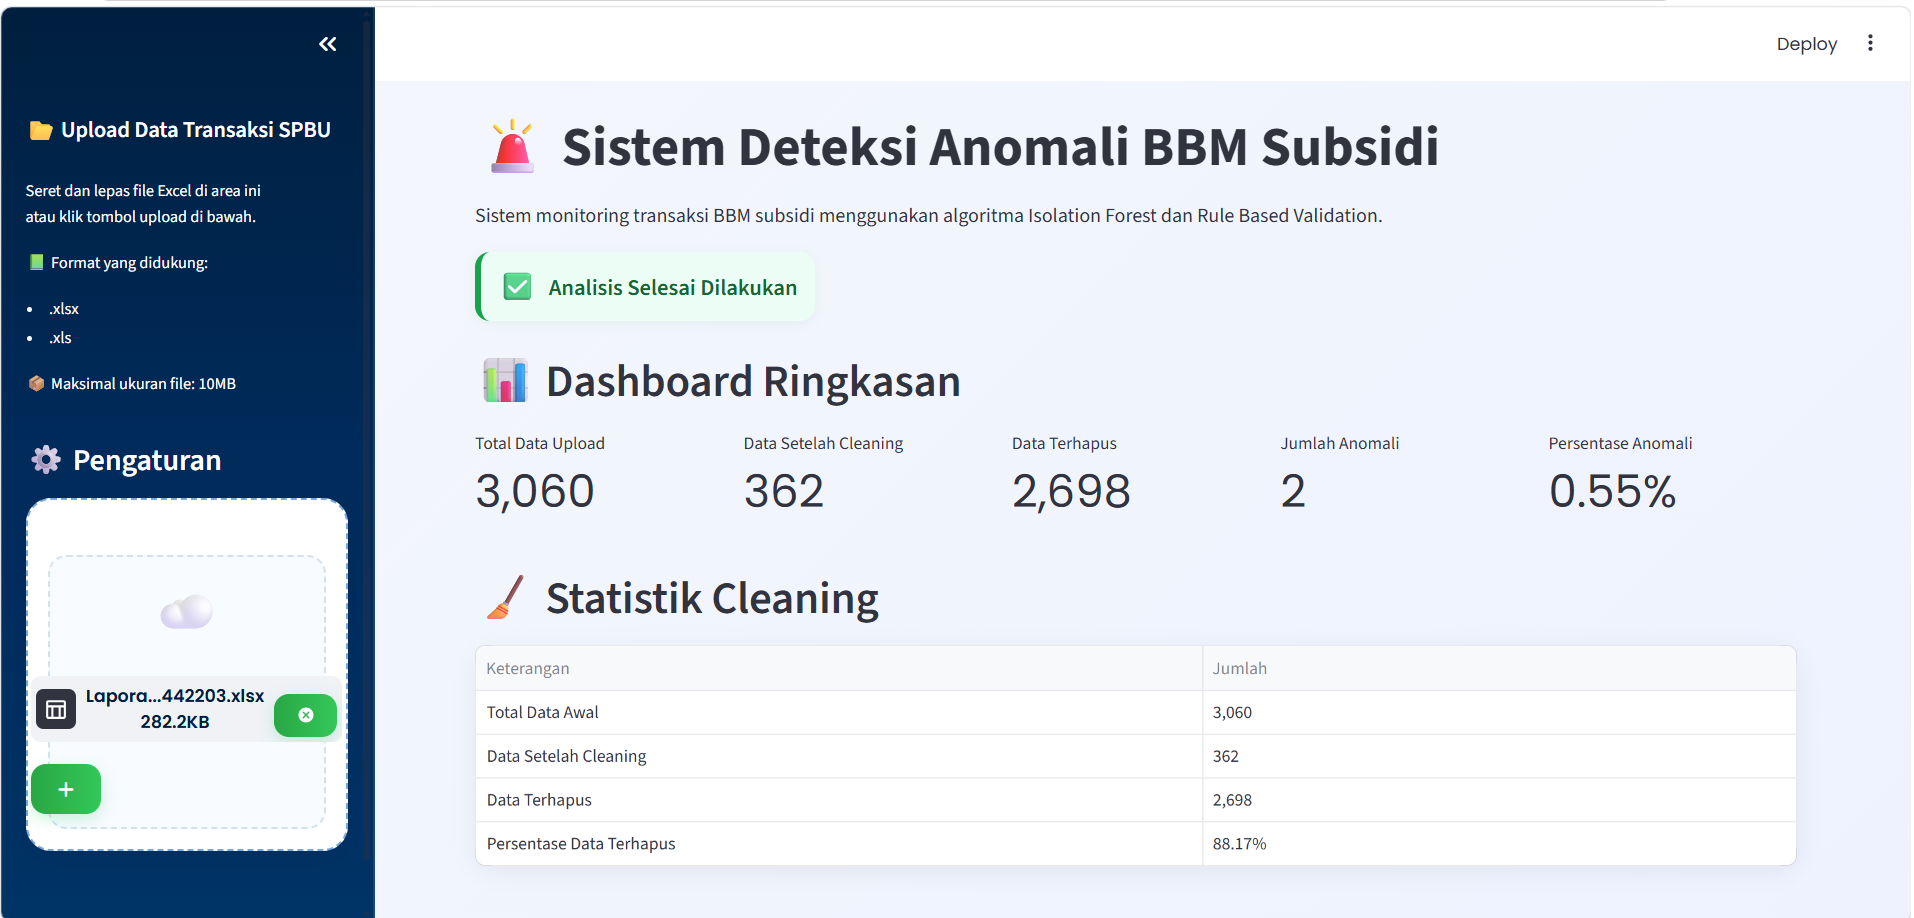 Deploy
Upload Data Transaksi SPBU
Seret dan lepas file Excel di area ini
atau klik tombol upload di bawah.
Format yang didukung:
.xlsx
.xls
Maksimal ukuran file: 10MB
Pengaturan
Lapora...442203.xlsx
282.2KB
+
Sistem Deteksi Anomali BBM Subsidi
Sistem monitoring transaksi BBM subsidi menggunakan algoritma Isolation Forest dan Rule Based Validation.
Analisis Selesai Dilakukan
Dashboard Ringkasan
Total Data Upload Data Setelah Cleaning Data Terhapus Jumlah Anomali Persentase Anomali
3,060 362 2,698 2 0.55%
Statistik Cleaning
Keterangan Jumlah
Total Data Awal 3,060
Data Setelah Cleaning 362
Data Terhapus 2,698
Persentase Data Terhapus 88.17%